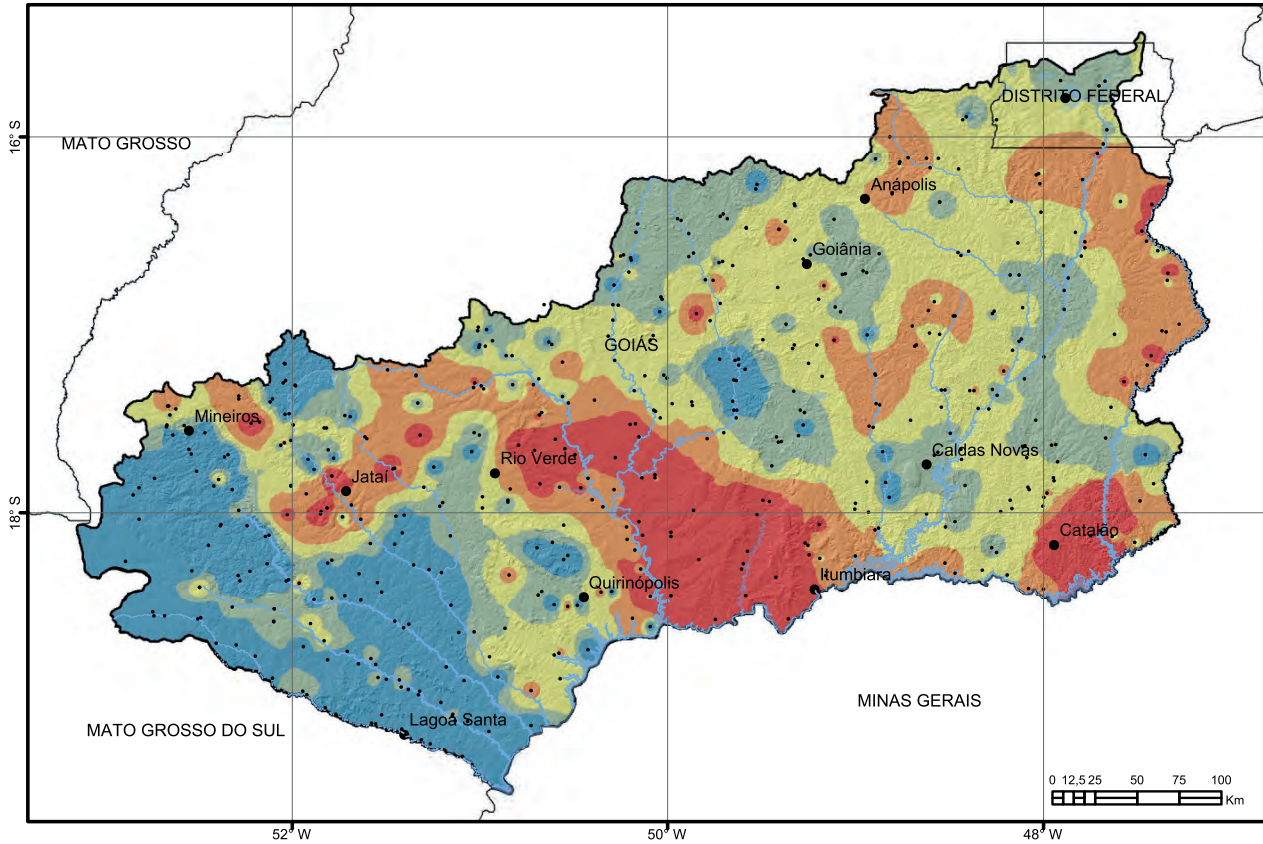 DISTRITO FEDERAL
16° S
MATO GROSSO
Anápolis
Goiânia
GOIÁS
Mineiros
Caldas Novas
Rio Verde
Jataí
18° S
Catalão
Itumbiara
Quirinópolis
MINAS GERAIS
Lagoa Santa
MATO GROSSO DO SUL
0 12,5 25 50 75 100
Km
52° W 50° W 48° W